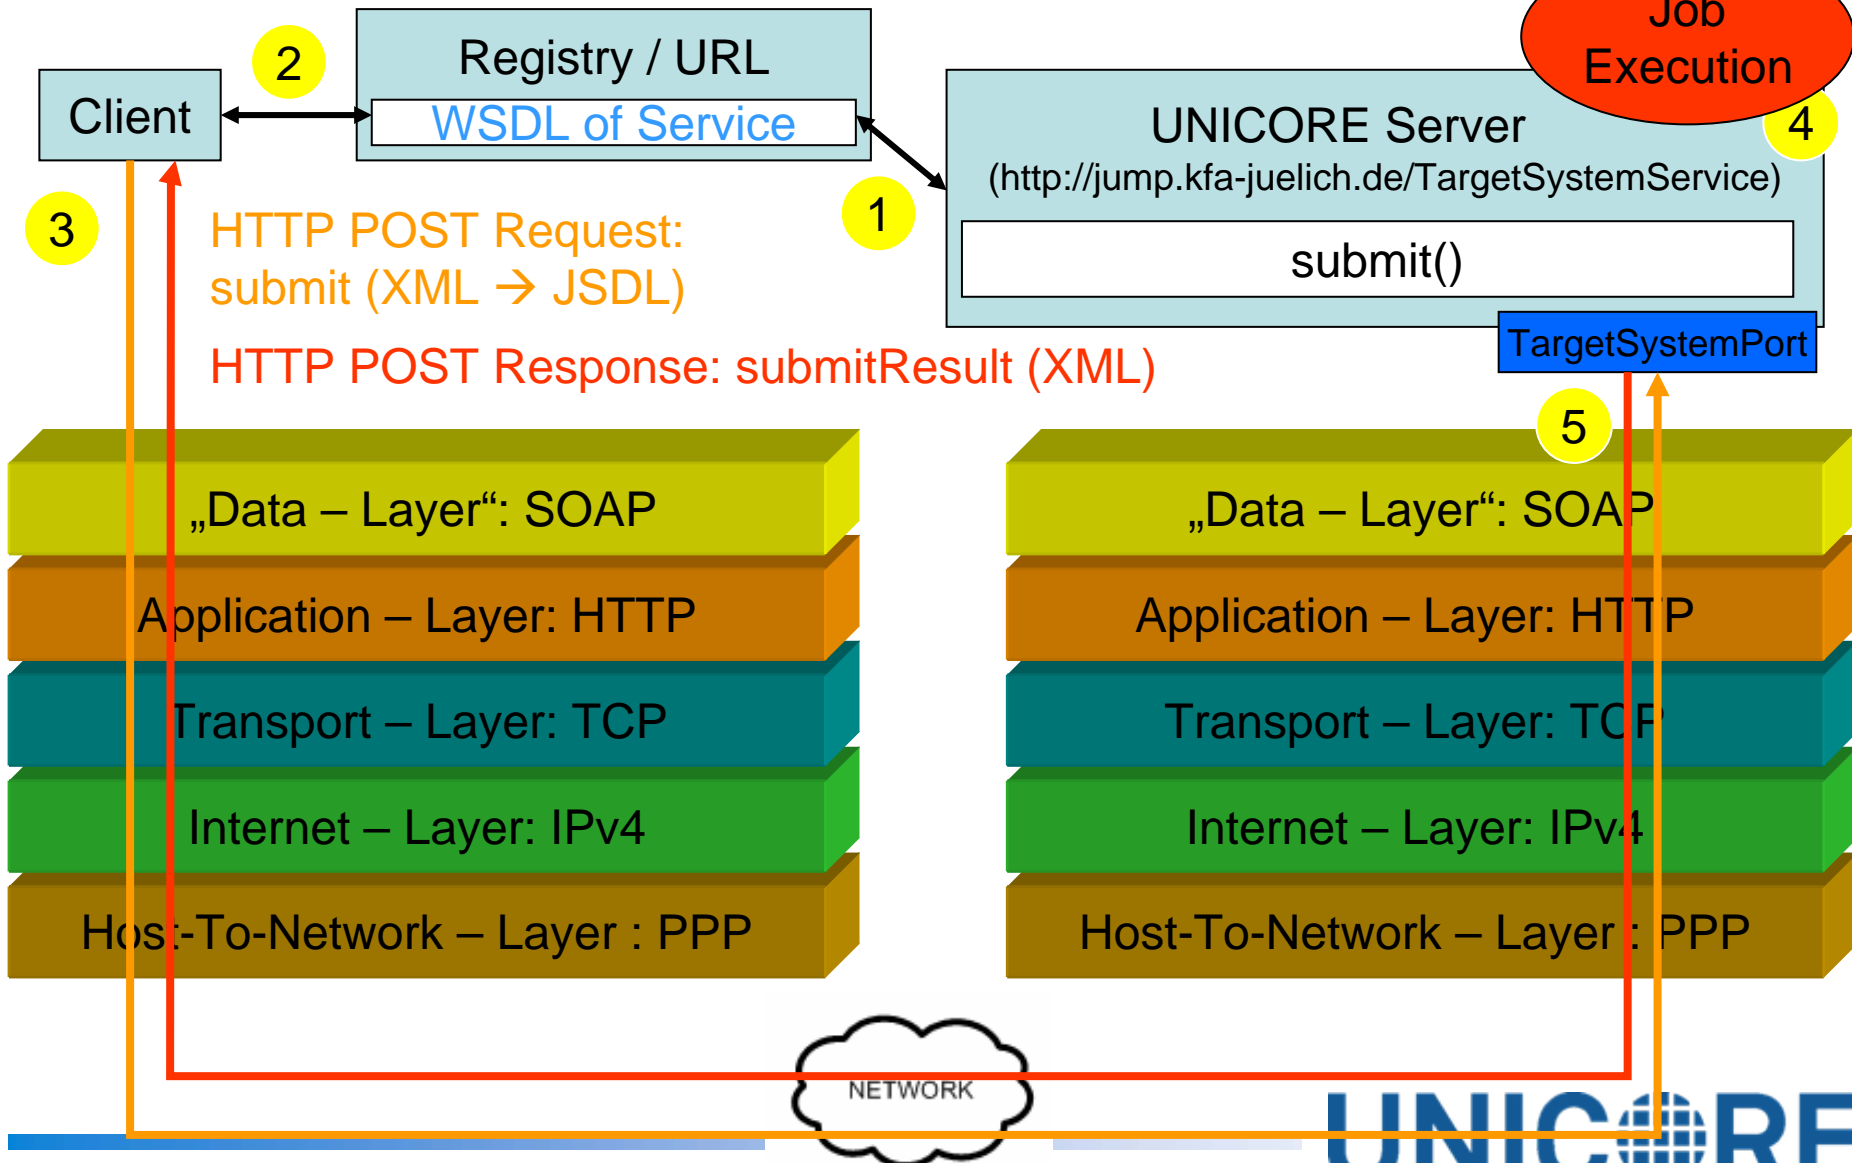 Job
Execution
2
Registry / URL
Client
WSDL of Service
UNICORE Server
4
(http://jump.kfa-juelich.de/TargetSystemService)
1
3
HTTP POST Request:
submit (XML → JSDL)
submit()
HTTP POST Response: submitResult (XML)
TargetSystemPort
5
„Data – Layer“: SOAP
Application – Layer: HTTP
Transport – Layer: TCP
Internet – Layer: IPv4
Host-To-Network – Layer : PPP
„Data – Layer“: SOAP
Application – Layer: HTTP
Transport – Layer: TCP
Internet – Layer: IPv4
Host-To-Network – Layer : PPP
NETWORK
UNICORE